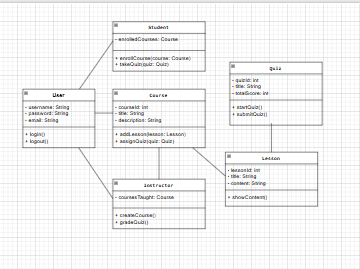 Student
- enrolledCourses: Course
+ enrollCourse(course: Course)
+ takeQuiz(quiz: Quiz)
Quiz
- quizId: int
- title: String
- totalScore: int
+ startQuiz()
+ submitQuiz()
User
- username: String
- password: String
- email: String
+ login()
+ logout()
Course
- courseId: int
- title: String
- description: String
+ addLesson(lesson: Lesson)
+ assignQuiz(quiz: Quiz)
Lesson
- lessonId: int
- title: String
- content: String
+ showContent()
Instructor
- coursesTaught: Course
+ createCourse()
+ gradeQuiz()